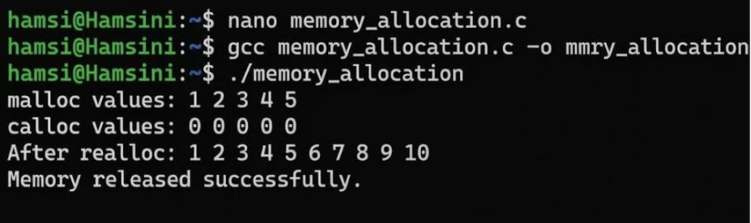 hamsi@Hamsini:~$ nano memory_allocation.c
hamsi@Hamsini:~$ gcc memory_allocation.c -o mmry_allocation
hamsi@Hamsini:~$ ./memory_allocation
malloc values: 1 2 3 4 5
calloc values: 0 0 0 0 0
After realloc: 1 2 3 4 5 6 7 8 9 10
Memory released successfully.